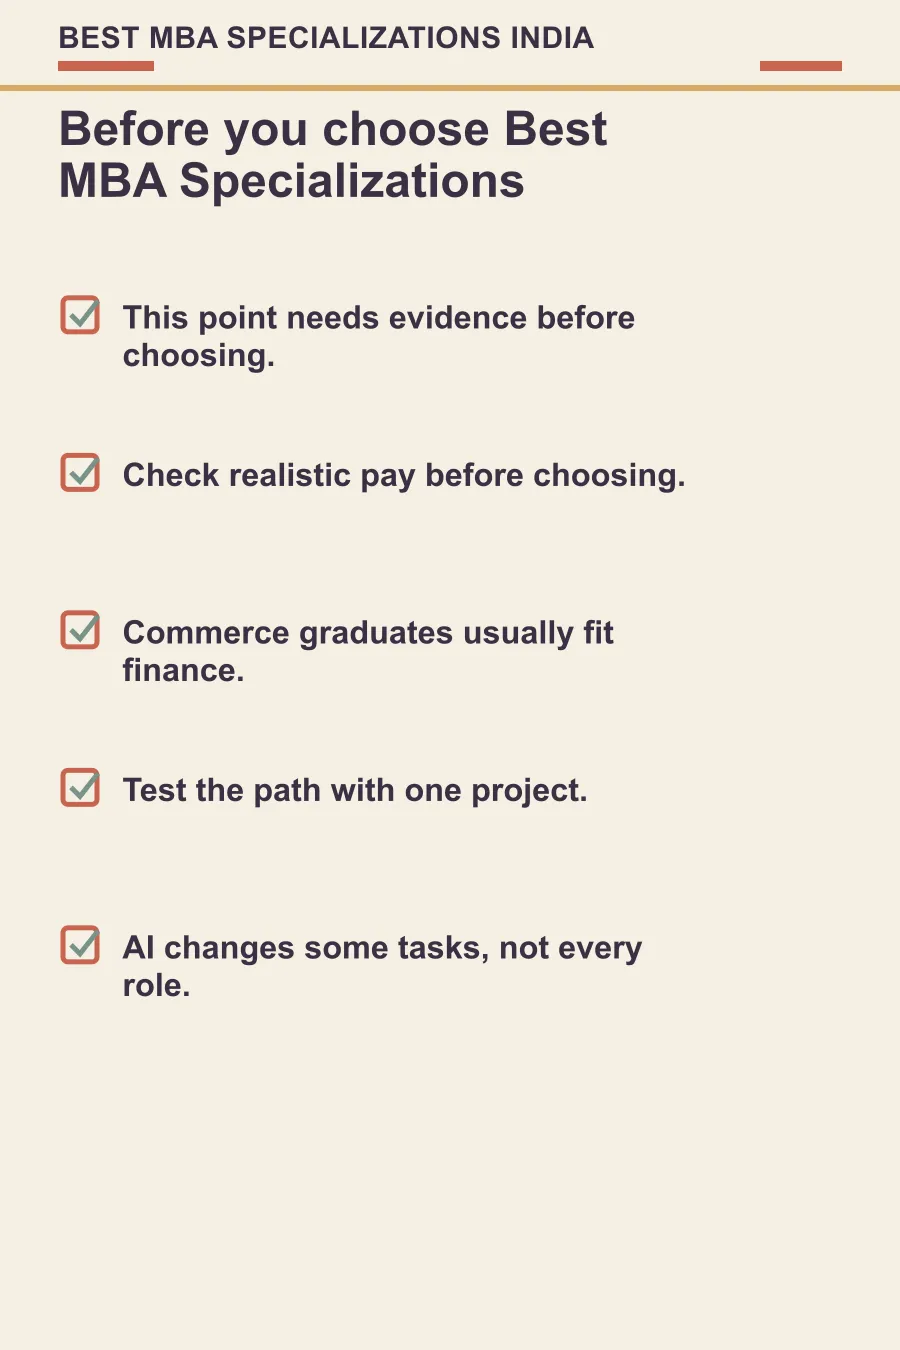 BEST MBA SPECIALIZATIONS INDIA
Before you choose Best
MBA Specializations
This point needs evidence before
choosing.
Check realistic pay before choosing.
Commerce graduates usually fit
finance.
Test the path with one project.
AI changes some tasks, not every
role.